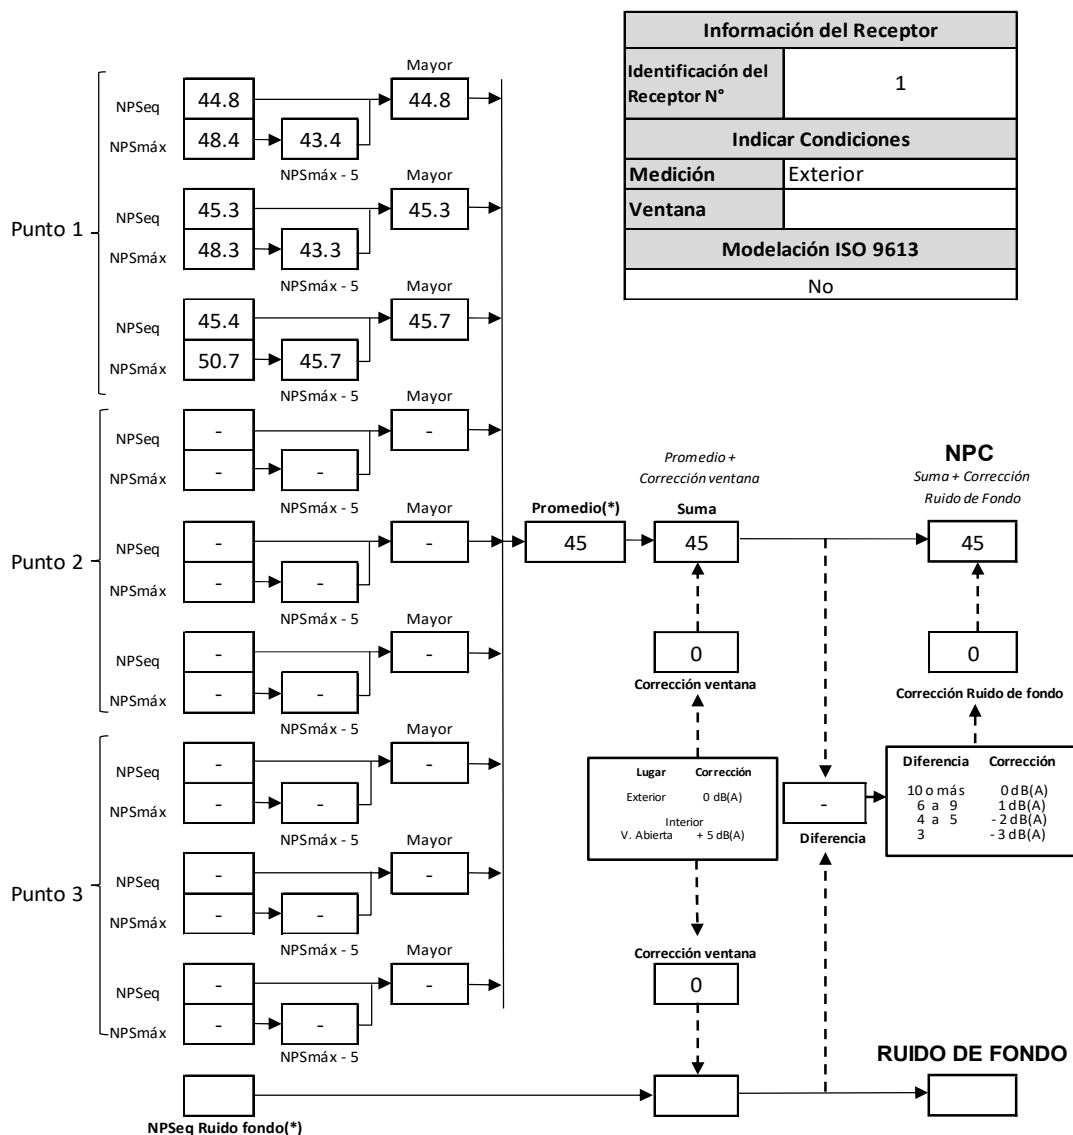 Información del Receptor
Identificación del
Receptor N°
1
Indicar Condiciones
Medición
Exterior
Ventana
Modelación ISO 9613
No
Punto 1
Mayor
NPSeq
44.8
44.8
NPSmáx
48.4
43.4
NPSmáx - 5
Mayor
NPSeq
45.3
45.3
NPSmáx
48.3
43.3
NPSmáx - 5
Mayor
NPSeq
45.4
45.7
NPSmáx
50.7
45.7
NPSmáx - 5
Punto 2
Mayor
NPSeq
-
-
NPSmáx
-
-
NPSmáx - 5
Mayor
NPSeq
-
-
NPSmáx
-
-
NPSmáx - 5
Mayor
NPSeq
-
-
NPSmáx
-
-
NPSmáx - 5
Punto 3
Mayor
NPSeq
-
-
NPSmáx
-
-
NPSmáx - 5
Mayor
NPSeq
-
-
NPSmáx
-
-
NPSmáx - 5
Mayor
NPSeq
-
-
NPSmáx
-
-
NPSmáx - 5
NPSeq Ruido fondo(*)
Promedio(*)
45
Promedio +
Corrección ventana
Suma
45
0
Corrección ventana
Lugar Corrección
Exterior 0 dB(A)
Interior
V. Abierta + 5 dB(A)
Corrección ventana
0
-
Diferencia
NPC
Suma + Corrección
Ruido de Fondo
45
0
Corrección Ruido de fondo
Diferencia Corrección
10 o más 0 dB(A)
6 a 9 1 dB(A)
4 a 5 - 2 dB(A)
3 - 3 dB(A)
RUIDO DE FONDO